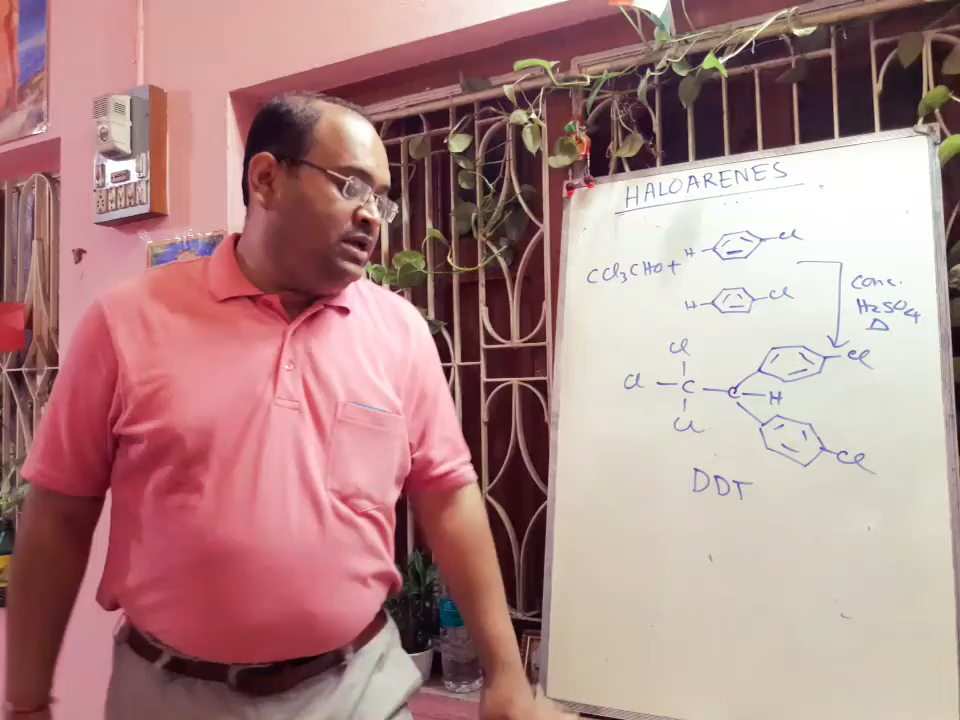 HALOARENES
CCl3CHO + H Cl
H Cl
Conc.
H2SO4
Δ
Cl Cl
Cl C C H
Cl
Cl
DDT